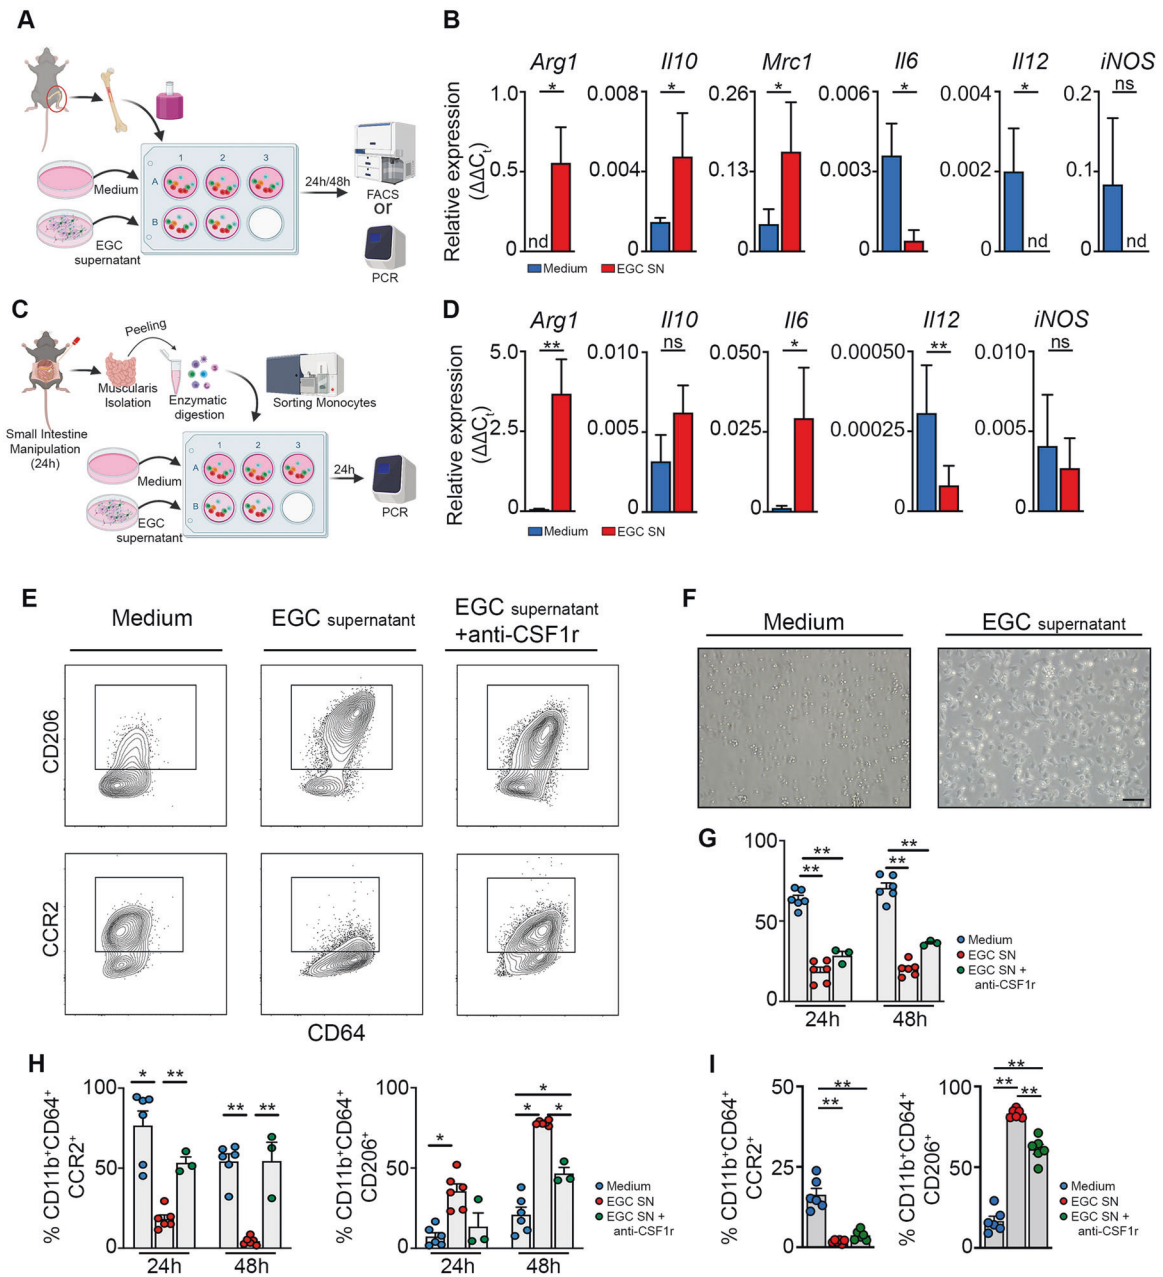 A
1 2 3
A
B
Medium
EGC
supernatant
24h/48h
FACS
or
PCR
B
Arg1 Il10 Mrc1 Il6 Il12 iNOS
Relative expression
(ΔΔCt)
1.0
0.5
0
*
nd
0.008
0.004
0
*
0.26
0.13
0
*
0.006
0.003
0
*
0.004
0.002
0
*
nd
0.2
0.1
0
ns
nd
Medium EGC SN
C
Peeling
Muscularis
Isolation
Enzymatic
digestion
Sorting Monocytes
Small Intestine
Manipulation
(24h)
1 2 3
A
B
Medium
EGC
supernatant
24h
PCR
D
Arg1 Il10 Il6 Il12 iNOS
Relative expression
(ΔΔCt)
5.0
2.5
0
**
0.010
0.005
0
ns
0.050
0.025
0
*
0.00050
0.00025
0
**
0.010
0.005
0
ns
Medium EGC SN
E
Medium
EGC supernatant
EGC supernatant
+anti-CSF1r
CD206
CCR2
CD64
F
Medium
EGC supernatant
G
100
50
0
**
**
**
**
24h 48h
Medium
EGC SN
EGC SN +
anti-CSF1r
H
% CD11b+CD64+
CCR2+
100
50
0
* **
** **
24h 48h
% CD11b+CD64+
CD206+
100
50
0
*
*
* *
24h 48h
Medium
EGC SN
EGC SN +
anti-CSF1r
I
% CD11b+CD64+
CCR2+
50
25
0
**
**
% CD11b+CD64+
CD206+
100
50
0
**
** **
Medium
EGC SN
EGC SN +
anti-CSF1r